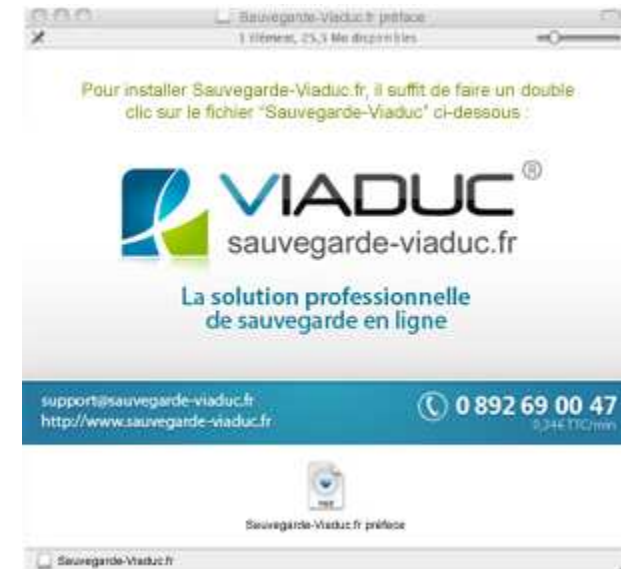 Sauvegarde-Viaduc.fr préface
1 élément, 25,5 Mo disponibles
Pour installer Sauvegarde-Viaduc.fr, il suffit de faire un double
clic sur le fichier "Sauvegarde-Viaduc" ci-dessous :
VIADUC®
sauvegarde-viaduc.fr
La solution professionnelle
de sauvegarde en ligne
support@sauvegarde-viaduc.fr
http://www.sauvegarde-viaduc.fr
0 892 69 00 47
0,34€ TTC/min
Sauvegarde-Viaduc.fr préface
Sauvegarde-Viaduc.fr